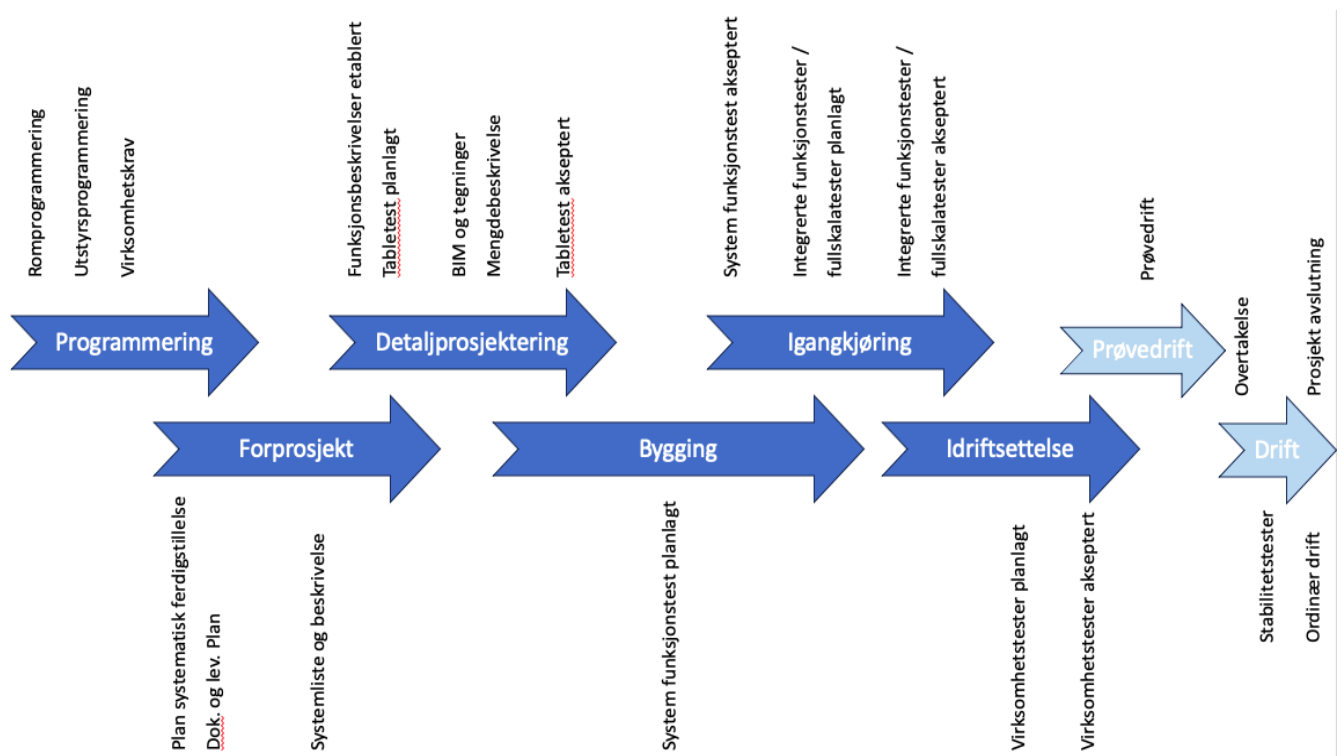 Romprogrammering
Utstyrsprogrammering
Virksomhetskrav
Funksjonsbeskrivelser etablert
Tabletest planlagt
BIM og tegninger
Mengdebeskrivelse
Tabletest akseptert
System funksjonstest akseptert
Integrerte funksjonstester /
fullskalatester planlagt
Integrerte funksjonstester /
fullskalatester akseptert
Prøvedrift
Programmering
Detaljprosjektering
Igangkjøring
Prøvedrift
Overtakelse
Prosjekt avslutning
Forprosjekt
Bygging
Idriftsettelse
Drift
Plan systematisk ferdigstillelse
Dok. og lev. Plan
Systemliste og beskrivelse
System funksjonstest planlagt
Virksomhetstester planlagt
Virksomhetstester akseptert
Stabilitetstester
Ordinær drift